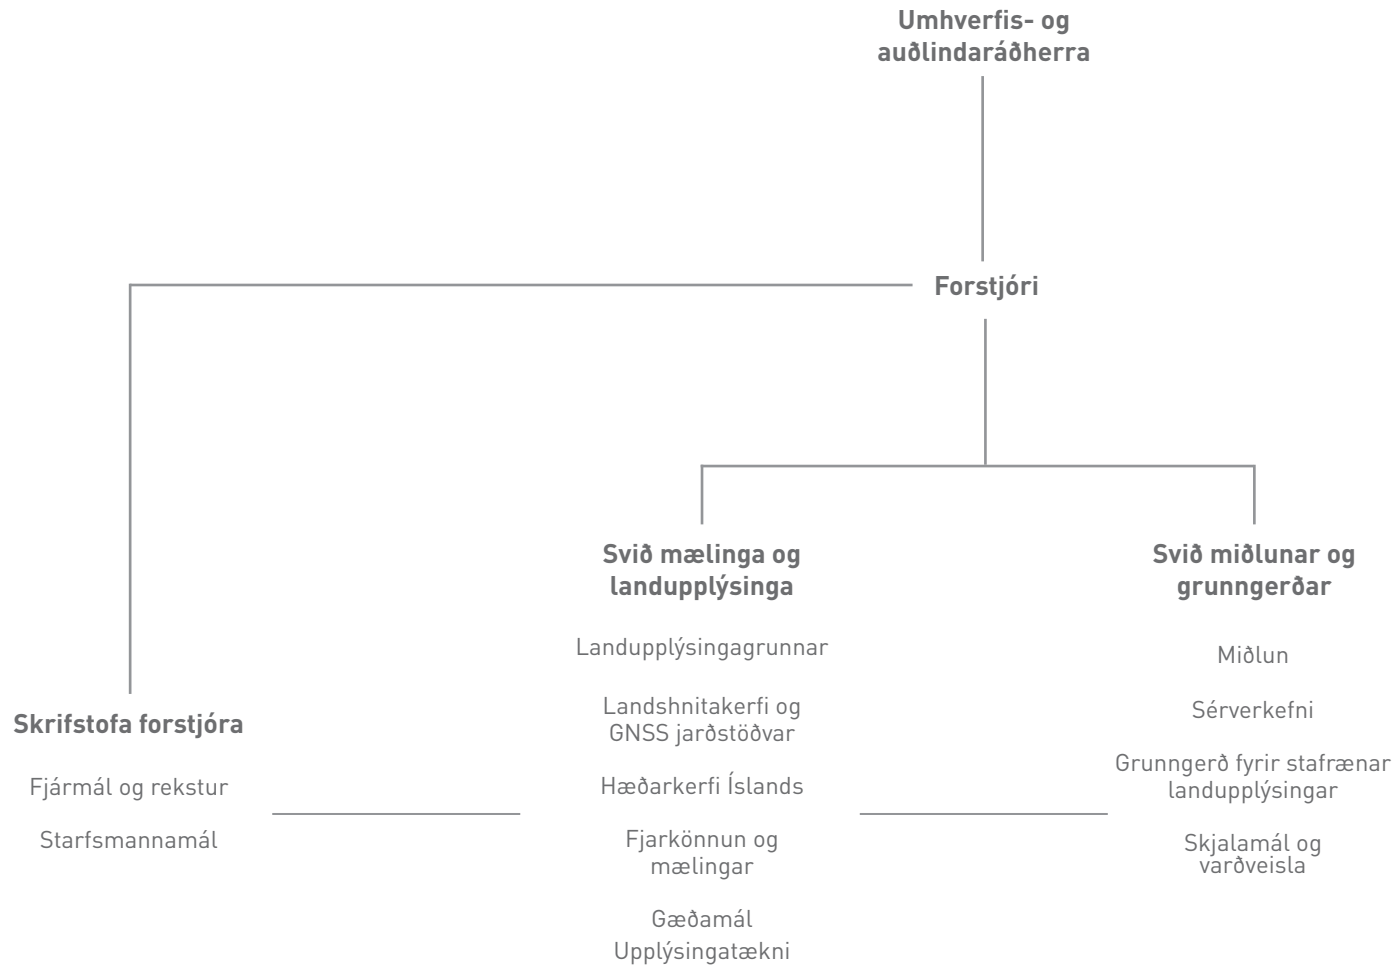 Umhverfis- og
auðlindaráðherra
Forstjóri
Skrifstofa forstjóra
Fjármál og rekstur
Starfsmannamál
Svið mælinga og
landupplýsinga
Landupplýsingagrunnar
Landshnitakerfi og
GNSS jarðstöðvar
Hæðarkerfi Íslands
Fjarkönnun og
mælingar
Gæðamál
Upplýsingatækni
Svið miðlunar og
grunngerðar
Miðlun
Sérverkefni
Grunngerð fyrir stafrænar
landupplýsingar
Skjalamál og
varðveisla